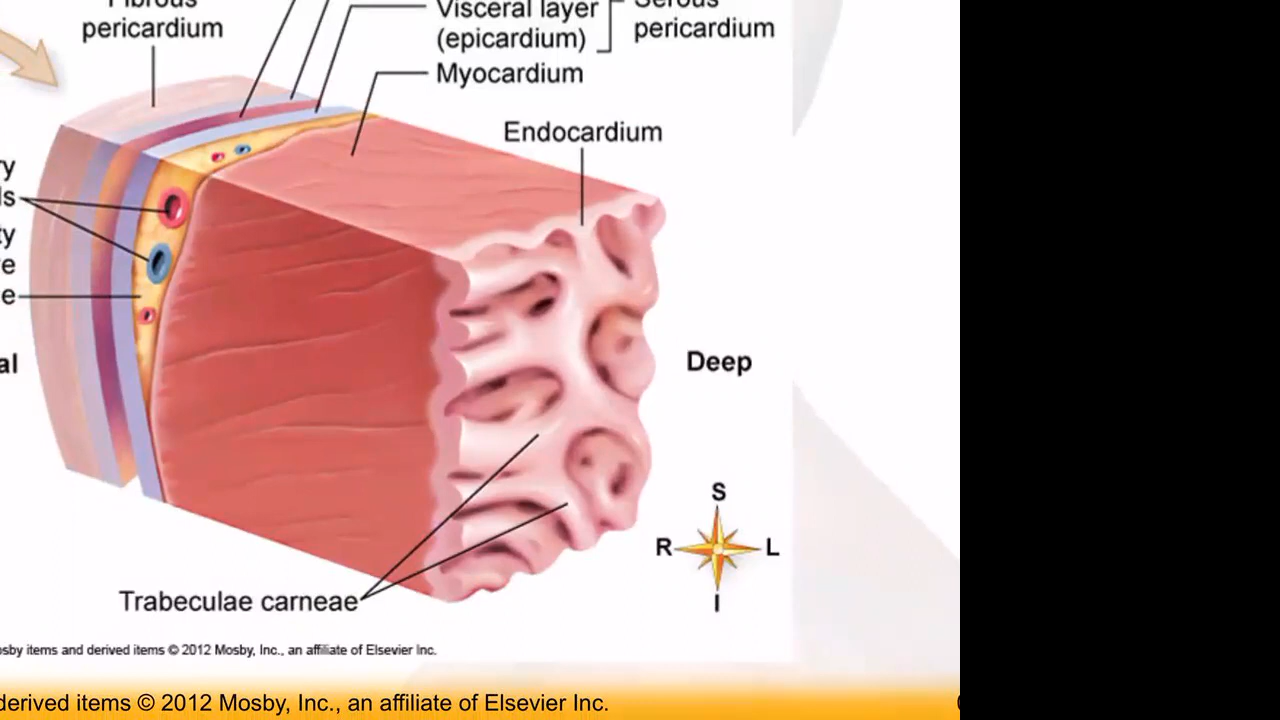 Fibrous
pericardium
Visceral layer
(epicardium)
Serous
pericardium
Myocardium
Endocardium
Deep
S
R
L
I
Trabeculae carneae
items and derived items © 2012 Mosby, Inc., an affiliate of Elsevier Inc.
derived items © 2012 Mosby, Inc., an affiliate of Elsevier Inc.